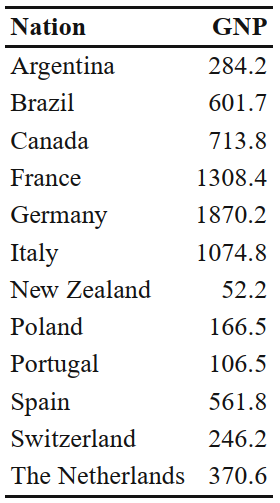 Nation GNP
Argentina 284.2
Brazil 601.7
Canada 713.8
France 1308.4
Germany 1870.2
Italy 1074.8
New Zealand 52.2
Poland 166.5
Portugal 106.5
Spain 561.8
Switzerland 246.2
The Netherlands 370.6